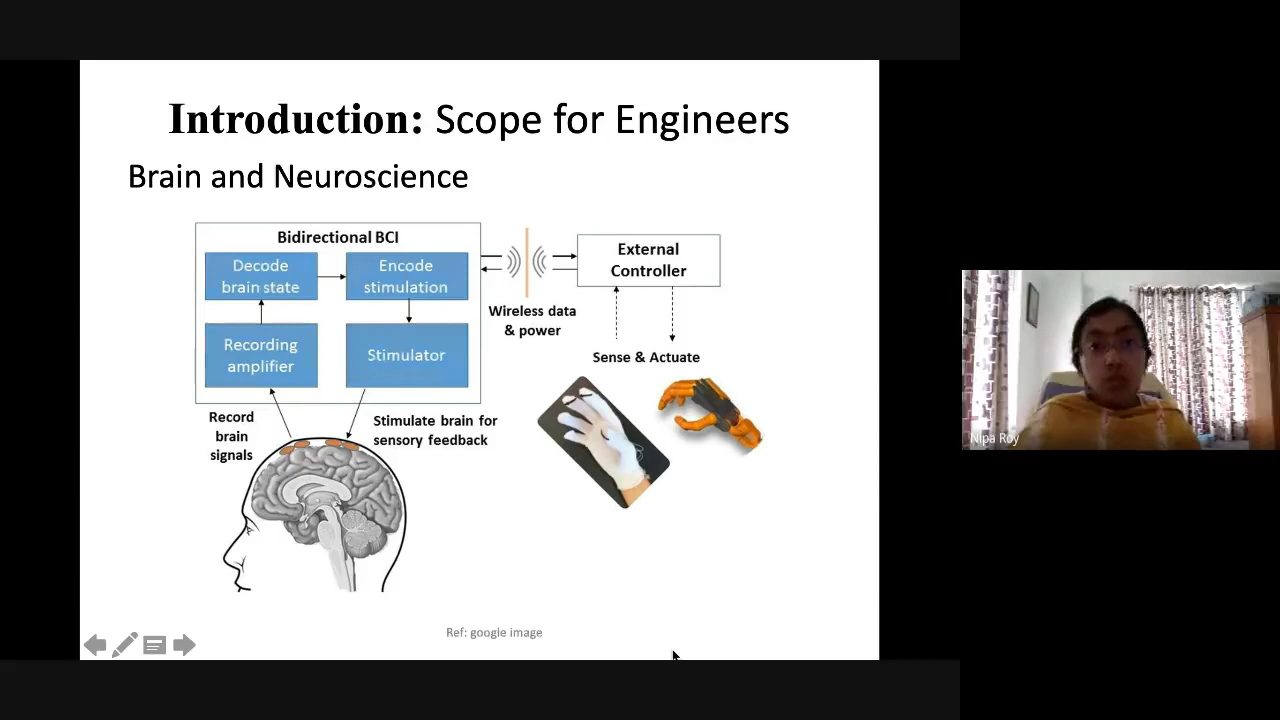 Introduction: Scope for Engineers
Brain and Neuroscience
Bidirectional BCI
Decode
brain state
Encode
stimulation
Recording
amplifier
Stimulator
Wireless data
& power
External
Controller
Sense & Actuate
Record
brain
signals
Stimulate brain for
sensory feedback
Ref: google image
Nipa Roy